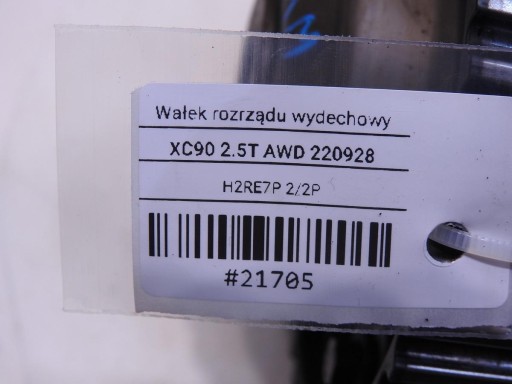 Wałek rozrządu wydechowy
XC90 2.5T AWD 220928
H2RE7P 2/2P
#21705